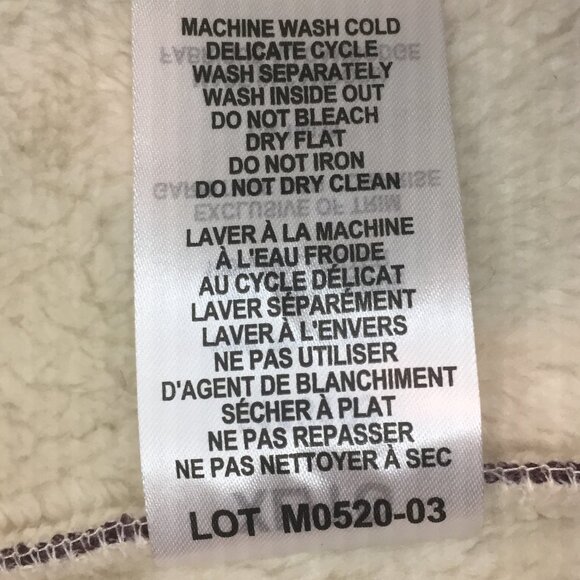 MACHINE WASH COLD
DELICATE CYCLE
WASH SEPARATELY
WASH INSIDE OUT
DO NOT BLEACH
DRY FLAT
DO NOT IRON
DO NOT DRY CLEAN
LAVER À LA MACHINE
À L'EAU FROIDE
AU CYCLE DÉLICAT
LAVER SÉPARÉMENT
LAVER À L'ENVERS
NE PAS UTILISER
D'AGENT DE BLANCHIMENT
SÉCHER À PLAT
NE PAS REPASSER
NE PAS NETTOYER À SEC
LOT M0520-03